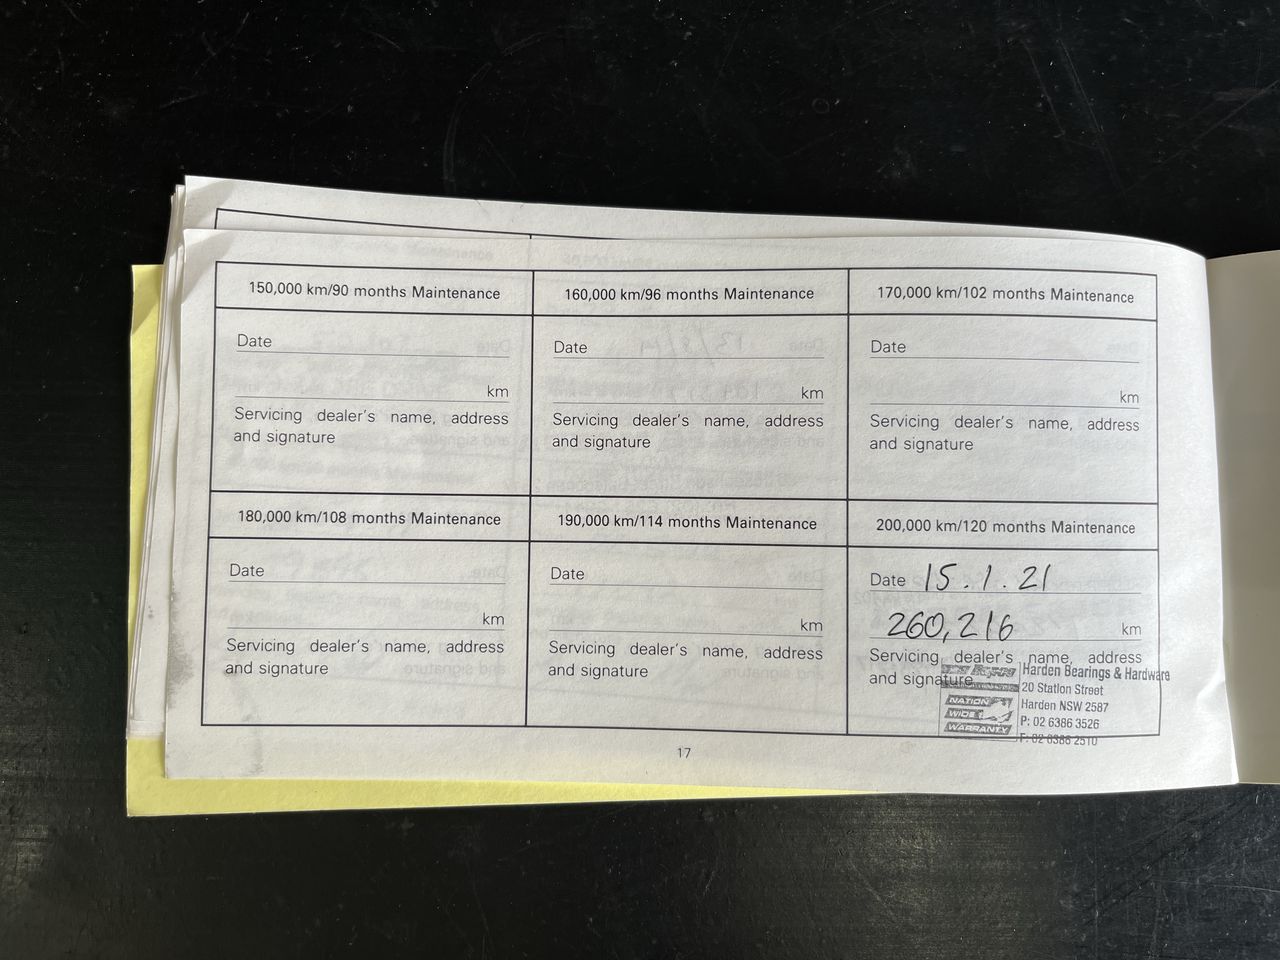 150,000 km/90 months Maintenance
Date
km
Servicing dealer's name, address
and signature
160,000 km/96 months Maintenance
Date
km
Servicing dealer's name, address
and signature
170,000 km/102 months Maintenance
Date
km
Servicing dealer's name, address
and signature
180,000 km/108 months Maintenance
Date
km
Servicing dealer's name, address
and signature
190,000 km/114 months Maintenance
Date
km
Servicing dealer's name, address
and signature
200,000 km/120 months Maintenance
Date 15.1.21
260,216 km
Servicing dealer's name, address
and signature
NATION
WIDE
WARRANTY
Harden Bearings & Hardware
20 Station Street
Harden NSW 2587
P: 02 6386 3526
F: 02 6386 2510
17